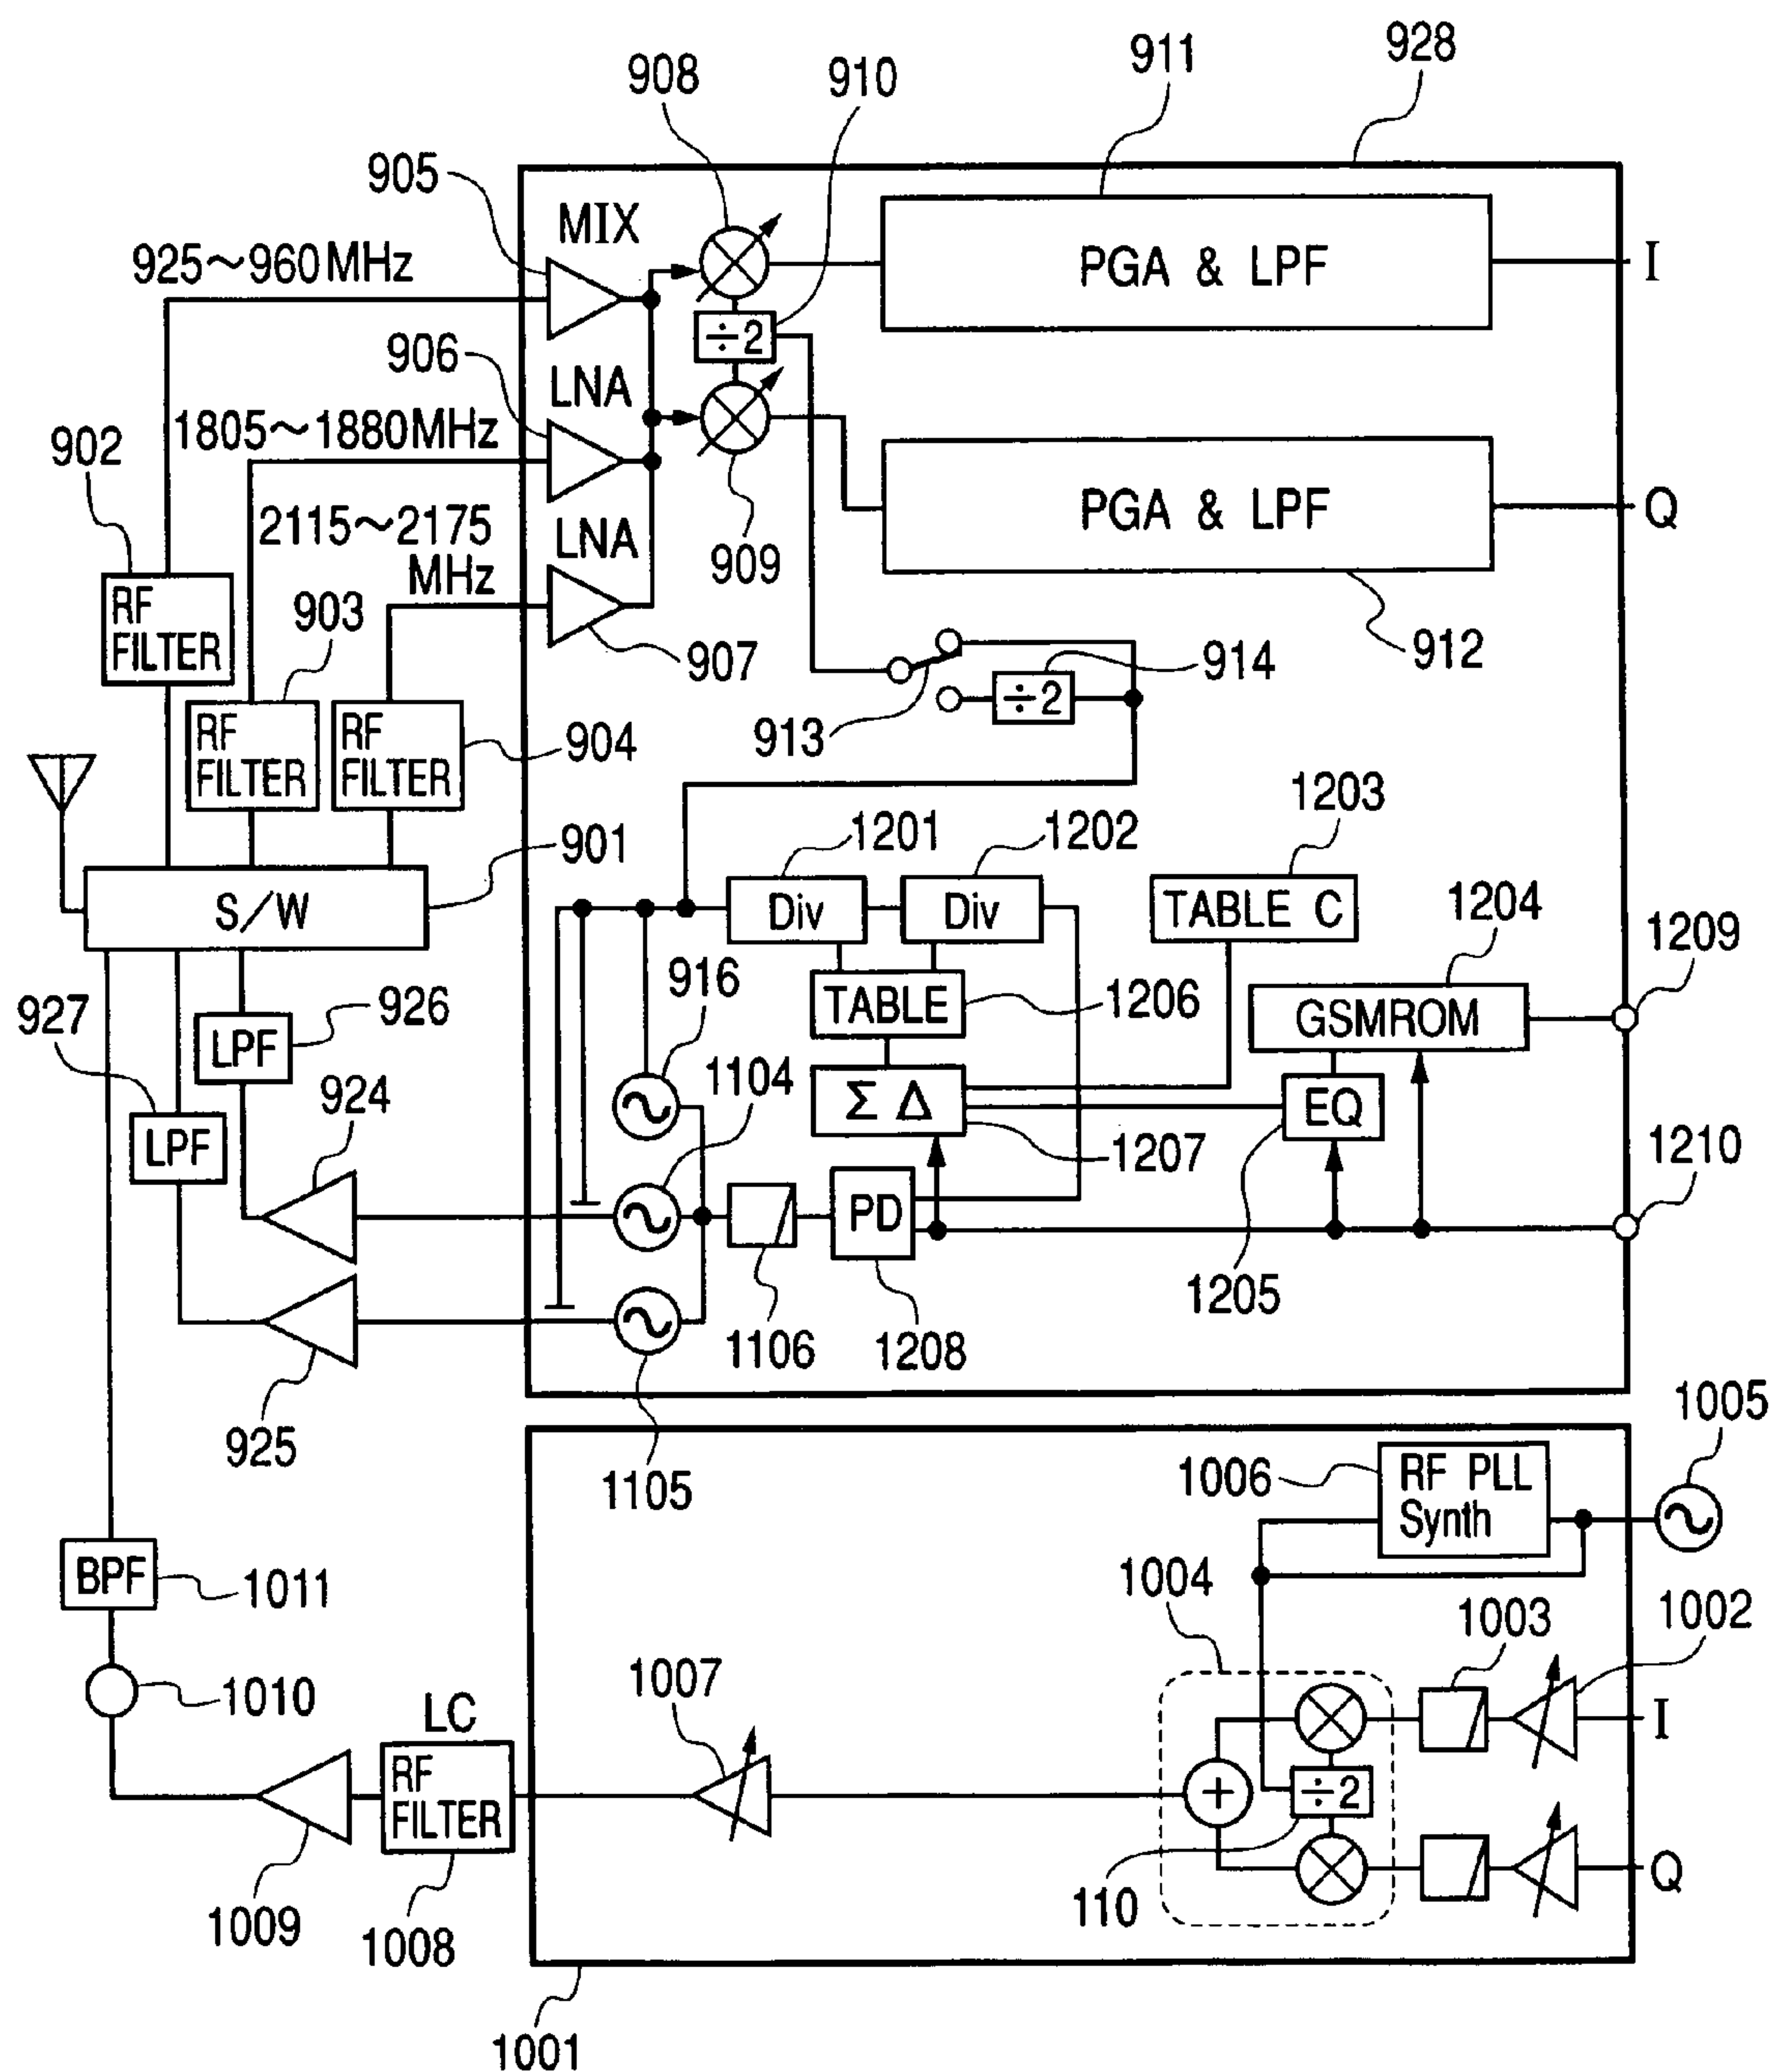 908
910
911
928
905
MIX
925～960 MHz
PGA & LPF
I
÷2
906
LNA
902
1805～1880MHz
2115～2175
MHz
LNA
909
PGA & LPF
Q
RF
FILTER
903
907
914
912
÷2
913
RF
FILTER
RF
FILTER
904
1203
901
1201
1202
S/W
Div
Div
TABLE C
1204
1209
916
TABLE
1206
GSMROM
927
926
LPF
1104
924
Σ Δ
EQ
LPF
1207
1210
PD
1205
1106
1208
925
1105
1005
1006
RF PLL
Synth
BPF
1011
1004
1003
1002
1010
LC
1007
I
RF
FILTER
+
÷2
110
Q
1009
1008
1001